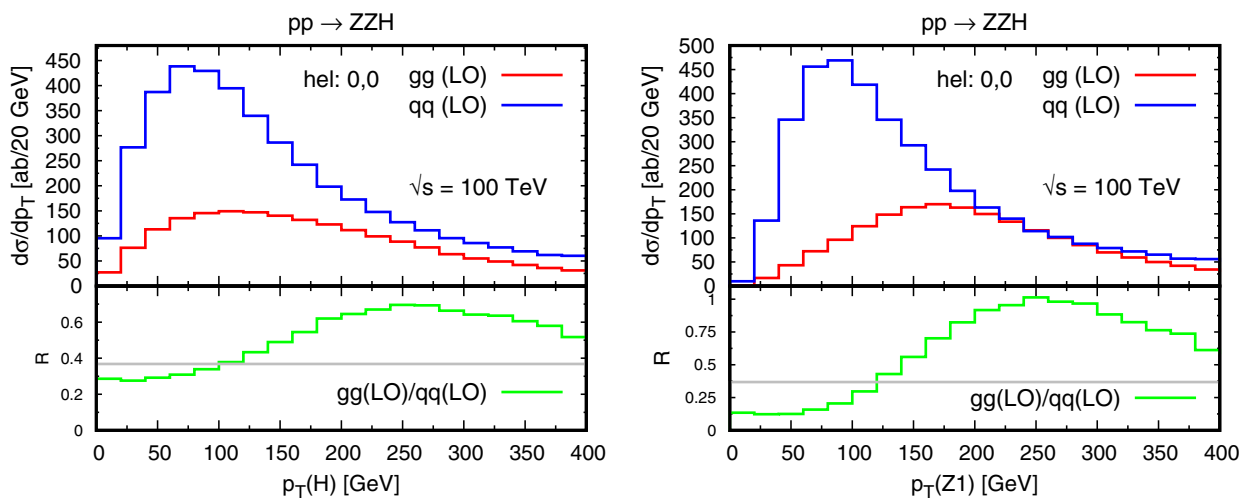 pp → ZZH
dσ/dp_T [ab/20 GeV]
450
400
350
300
250
200
150
100
50
0
hel: 0,0
gg (LO)
qq (LO)
√s = 100 TeV
R
0.6
0.4
0.2
0
gg(LO)/qq(LO)
0 50 100 150 200 250 300 350 400
p_T(H) [GeV]
pp → ZZH
dσ/dp_T [ab/20 GeV]
500
450
400
350
300
250
200
150
100
50
0
hel: 0,0
gg (LO)
qq (LO)
√s = 100 TeV
R
1
0.75
0.5
0.25
0
gg(LO)/qq(LO)
0 50 100 150 200 250 300 350 400
p_T(Z1) [GeV]